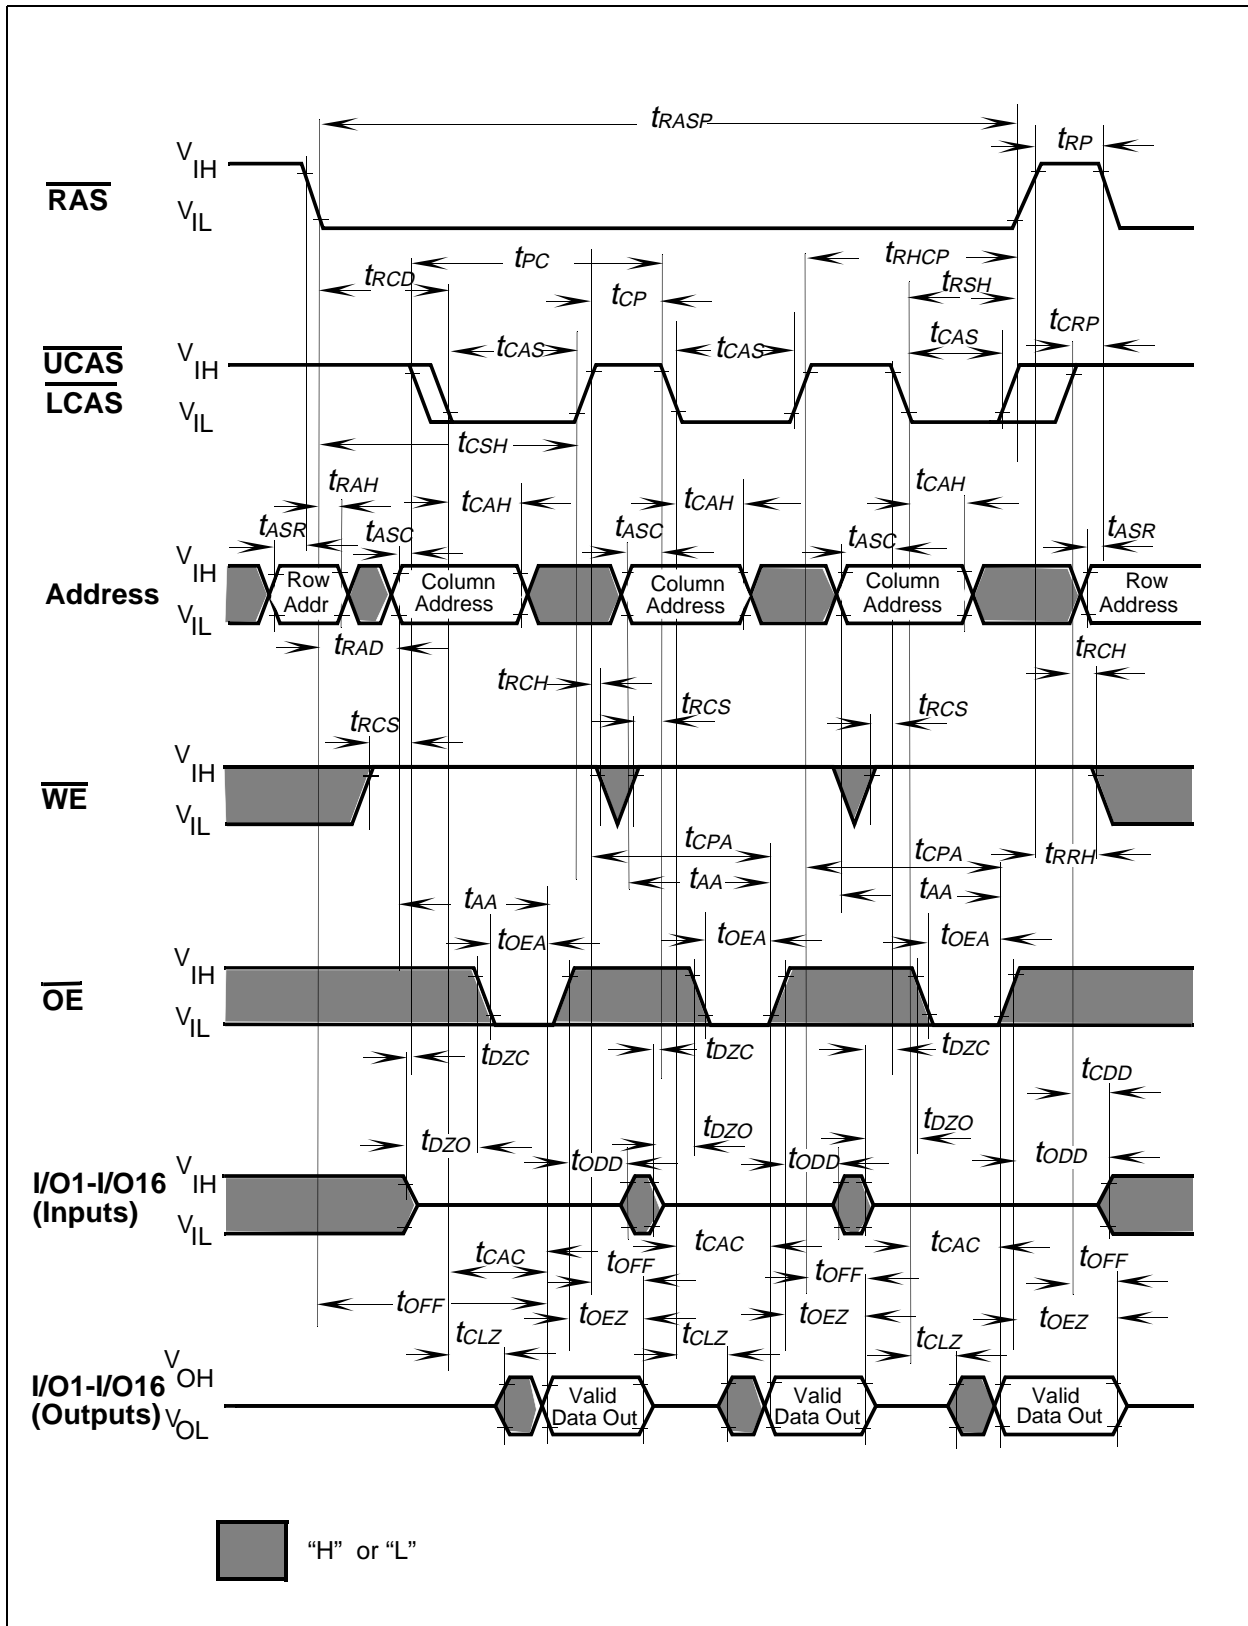 tRASP
tRP
VIH
RAS
VIL
tPC
tRHCP
tRCD
tCP
tRSH
tCRP
UCAS
VIH
tCAS
tCAS
tCAS
LCAS
VIL
tCSH
tRAH
tCAH
tCAH
tCAH
tASR
tASC
tASC
tASC
tASR
Address
VIH
Row Addr
Column Address
Column Address
Column Address
Row Address
VIL
tRAD
tRCH
tRCH
tRCS
tRCS
tRCS
VIH
WE
VIL
tCPA
tCPA
tRRH
tAA
tAA
tAA
tOEA
tOEA
tOEA
VIH
OE
VIL
tDZC
tDZC
tDZC
tCDD
tDZO
tDZO
tDZO
tODD
tODD
tODD
I/O1-I/O16
(Inputs)
VIH
VIL
tCAC
tCAC
tCAC
tOFF
tOFF
tOFF
tOFF
tOEZ
tOEZ
tOEZ
tCLZ
tCLZ
tCLZ
I/O1-I/O16
(Outputs)
VOH
VOL
Valid Data Out
Valid Data Out
Valid Data Out
“H” or “L”